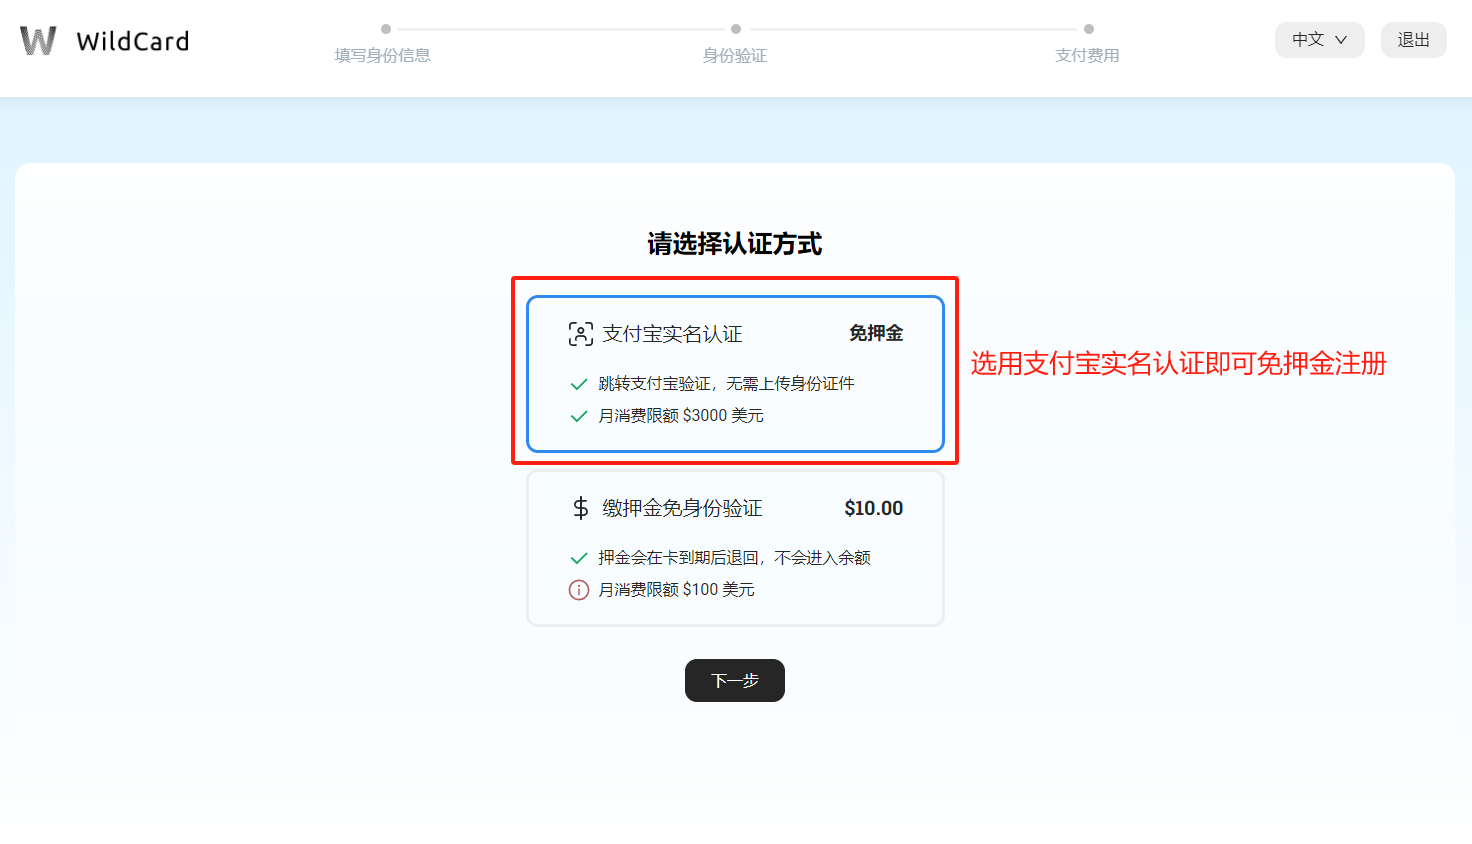 WildCard
填写身份信息
身份验证
支付费用
中文
退出
请选择认证方式
支付宝实名认证
免押金
跳转支付宝验证，无需上传身份证件
月消费限额 $3000 美元
选用支付宝实名认证即可免押金注册
缴押金免身份验证
$10.00
押金会在卡到期后退回，不会进入余额
月消费限额 $100 美元
下一步